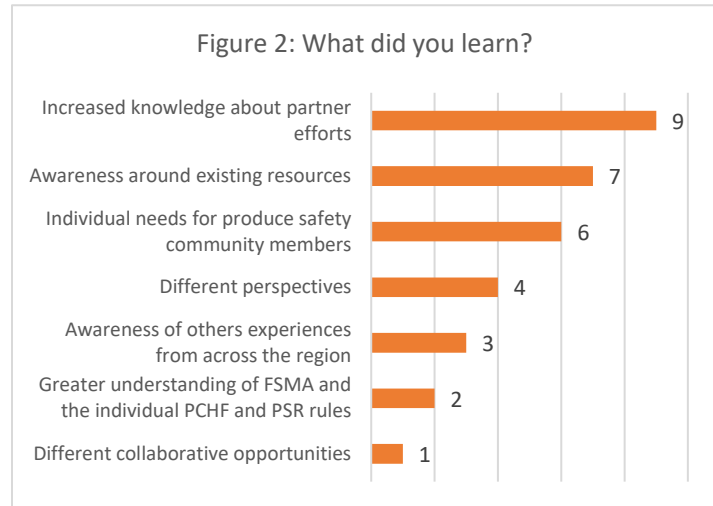 Figure 2: What did you learn?
Increased knowledge about partner
efforts
9
Awareness around existing resources
7
Individual needs for produce safety
community members
6
Different perspectives
4
Awareness of others experiences
from across the region
3
Greater understanding of FSMA and
the individual PCHF and PSR rules
2
Different collaborative opportunities
1